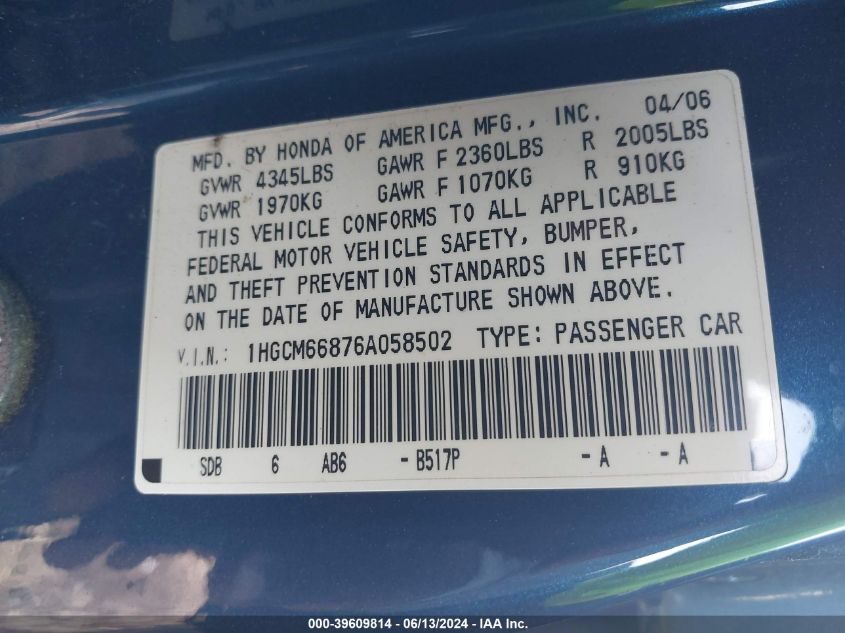 MFD. BY HONDA OF AMERICA MFG., INC. 04/06
GVWR 4345LBS GAWR F 2360LBS R 2005LBS
GVWR 1970KG GAWR F 1070KG R 910KG
THIS VEHICLE CONFORMS TO ALL APPLICABLE
FEDERAL MOTOR VEHICLE SAFETY, BUMPER,
AND THEFT PREVENTION STANDARDS IN EFFECT
ON THE DATE OF MANUFACTURE SHOWN ABOVE.
V.I.N.: 1HGCM66876A058502 TYPE: PASSENGER CAR
SDB 6 AB6 - B517P - A - A
000-39609814 - 06/13/2024 - IAA Inc.